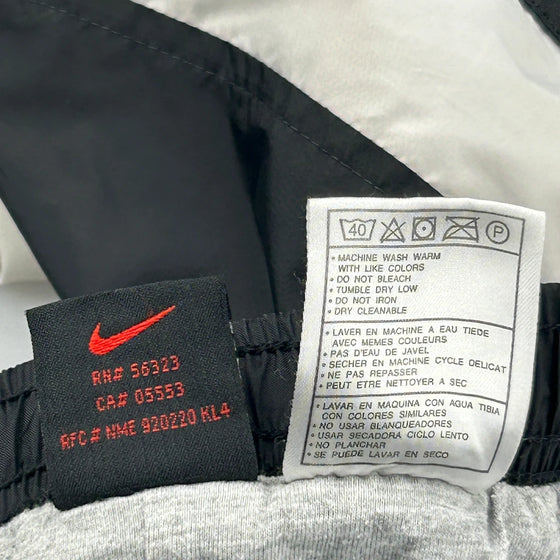 RN# 56323
CA# 05553
RFC# NME 920220 KL4
40
P
• MACHINE WASH WARM
WITH LIKE COLORS
• DO NOT BLEACH
• TUMBLE DRY LOW
• DO NOT IRON
• DRY CLEANABLE
• LAVER EN MACHINE A EAU TIEDE
AVEC MEMES COULEURS
• PAS D'EAU DE JAVEL
• SECHER EN MACHINE CYCLE DELICAT
• NE PAS REPASSER
• PEUT ETRE NETTOYER A SEC
• LAVAR EN MAQUINA CON AGUA TIBIA
CON COLORES SIMILARES
• NO USAR BLANQUEADORES
• USAR SECADORA CICLO LENTO
• NO PLANCHAR
• SE PUEDE LAVAR EN SECO